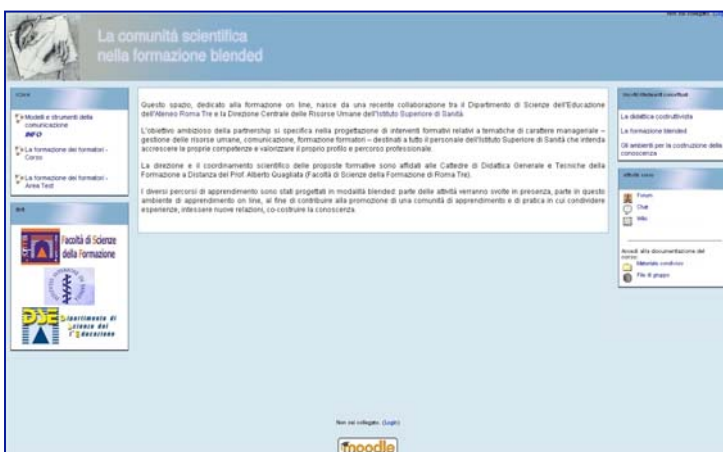 Non sei collegato. (Login)
La comunità scientifica
nella formazione blended
Modelli e strumenti della
comunicazione
INFO
La formazione dei formatori -
Corso
La formazione dei formatori -
Area Test
Facoltà di Scienze
della Formazione
DSE Dipartimento di
Scienze dell'
Educazione
Questo spazio, dedicato alla formazione on line, nasce da una recente collaborazione tra il Dipartimento di Scienze dell'Educazione
dell'Ateneo Roma Tre e la Direzione Centrale delle Risorse Umane dell'Istituto Superiore di Sanità.
L'obiettivo ambizioso della partnership si specifica nella progettazione di interventi formativi relativi a tematiche di carattere manageriale –
gestione delle risorse umane, comunicazione, formazione formatori – destinati a tutto il personale dell'Istituto Superiore di Sanità che intenda
accrescere le proprie competenze e valorizzare il proprio profilo e percorso professionale.
La direzione e il coordinamento scientifico delle proposte formative sono affidati alle Cattedre di Didattica Generale e Tecniche della
Formazione a Distanza del Prof. Alberto Quagliata (Facoltà di Scienze della Formazione di Roma Tre).
I diversi percorsi di apprendimento sono stati progettati in modalità blended: parte delle attività verranno svolte in presenza, parte in questo
ambiente di apprendimento on line, al fine di contribuire alla promozione di una comunità di apprendimento e di pratica in cui condividere
esperienze, intessere nuove relazioni, co-costruire la conoscenza.
La didattica costruttivista
La formazione blended
Gli ambienti per la costruzione della
conoscenza
Forum
Chat
Wiki
Accedi alla documentazione del
corso:
Materiale condiviso
File di gruppo
Non sei collegato. (Login)
moodle